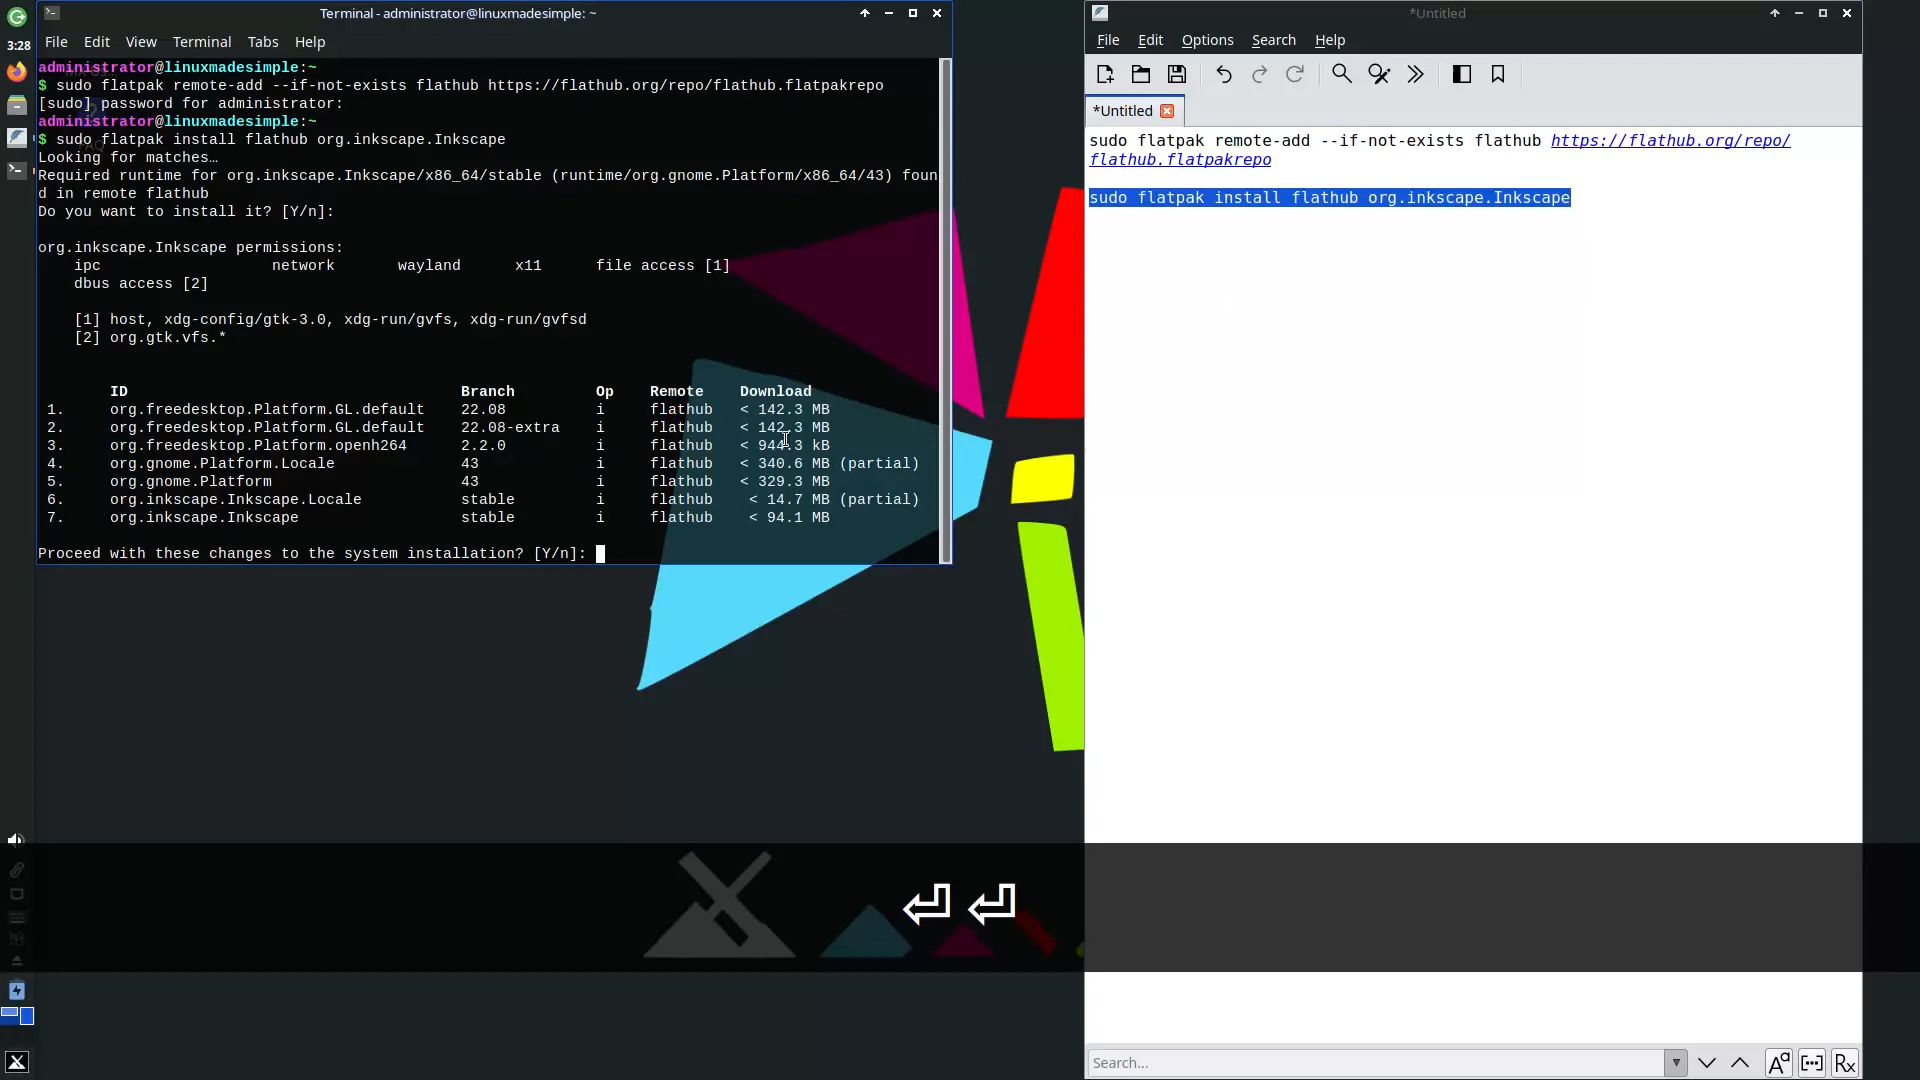 Terminal - administrator@linuxmadesimple: ~
File Edit View Terminal Tabs Help
administrator@linuxmadesimple:~
$ sudo flatpak remote-add --if-not-exists flathub https://flathub.org/repo/flathub.flatpakrepo
[sudo] password for administrator:
administrator@linuxmadesimple:~
$ sudo flatpak install flathub org.inkscape.Inkscape
Looking for matches…
Required runtime for org.inkscape.Inkscape/x86_64/stable (runtime/org.gnome.Platform/x86_64/43) foun
d in remote flathub
Do you want to install it? [Y/n]:
org.inkscape.Inkscape permissions:
ipc network wayland x11 file access [1]
dbus access [2]
[1] host, xdg-config/gtk-3.0, xdg-run/gvfs, xdg-run/gvfsd
[2] org.gtk.vfs.*
ID Branch Op Remote Download
1. org.freedesktop.Platform.GL.default 22.08 i flathub < 142.3 MB
2. org.freedesktop.Platform.GL.default 22.08-extra i flathub < 142.3 MB
3. org.freedesktop.Platform.openh264 2.2.0 i flathub < 944.3 kB
4. org.gnome.Platform.Locale 43 i flathub < 340.6 MB (partial)
5. org.gnome.Platform 43 i flathub < 329.3 MB
6. org.inkscape.Inkscape.Locale stable i flathub < 14.7 MB (partial)
7. org.inkscape.Inkscape stable i flathub < 94.1 MB
Proceed with these changes to the system installation? [Y/n]:
3:28
FAQ
*Untitled
File Edit Options Search Help
*Untitled
sudo flatpak remote-add --if-not-exists flathub https://flathub.org/repo/
flathub.flatpakrepo
sudo flatpak install flathub org.inkscape.Inkscape
Search...